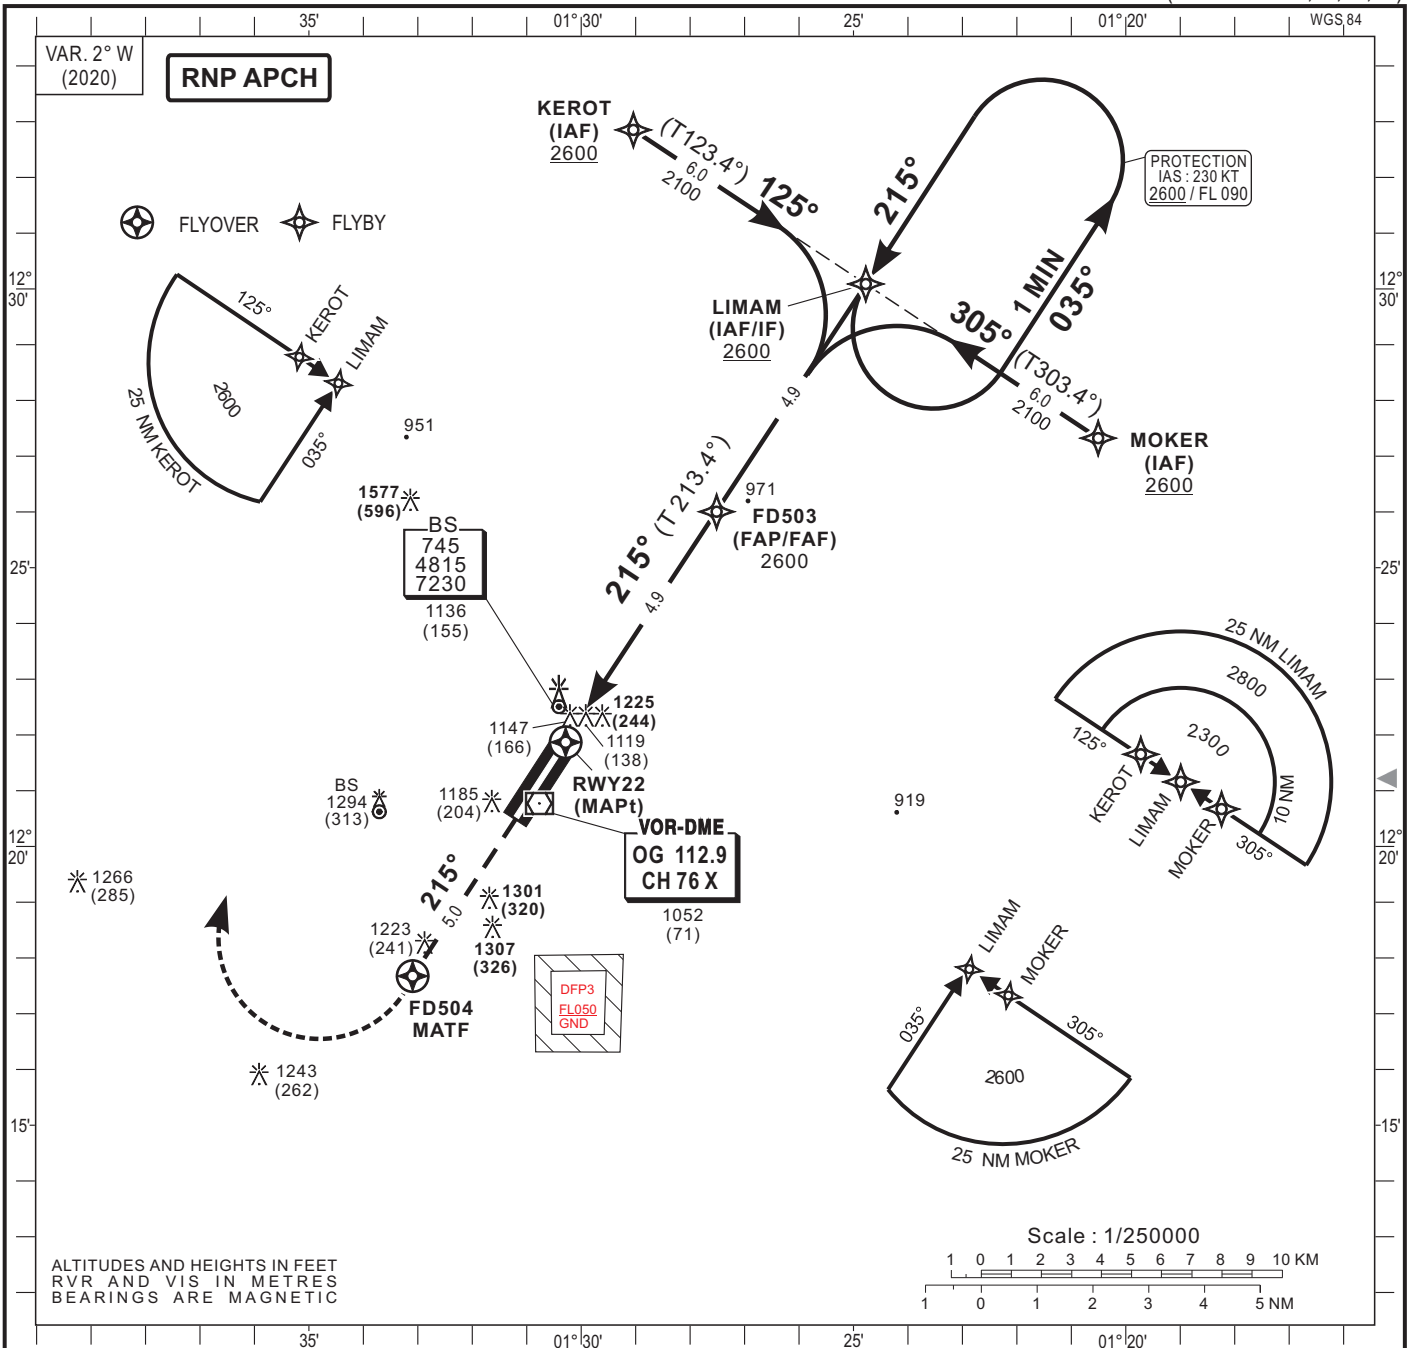 35'
01°30'
25'
01°20'
WGS 84
VAR. 2° W
(2020)
RNP APCH
KEROT
(IAF)
2600
(T123.4°)
6.0
2100
125°
215°
PROTECTION
IAS : 230 KT
2600 / FL 090
FLYOVER
FLYBY
12°
30'
12°
30'
125°
KEROT
LIMAM
2600
25 NM KEROT
035°
LIMAM
(IAF/IF)
2600
1 MIN
035°
305°
(T303.4°)
6.0
2100
MOKER
(IAF)
2600
4.9
951
1577
(596)
971
FD503
(FAP/FAF)
2600
215° (T 213.4°)
4.9
BS
745
4815
7230
1136
(155)
25'
25'
1225
(244)
1147
(166)
1119
(138)
RWY22
(MAPt)
1185
(204)
BS
1294
(313)
VOR-DME
OG 112.9
CH 76 X
1052
(71)
919
25 NM LIMAM
2800
2300
10 NM
125°
KEROT
LIMAM
MOKER
305°
12°
20'
12°
20'
1266
(285)
215°
5.0
1301
(320)
1223
(241)
1307
(326)
FD504
MATF
DFP3
FL050
GND
1243
(262)
LIMAM
MOKER
035°
305°
2600
25 NM MOKER
15'
15'
ALTITUDES AND HEIGHTS IN FEET
RVR AND VIS IN METRES
BEARINGS ARE MAGNETIC
Scale : 1/250000
1 0 1 2 3 4 5 6 7 8 9 10 KM
1 0 1 2 3 4 5 NM
35'
01°30'
25'
01°20'